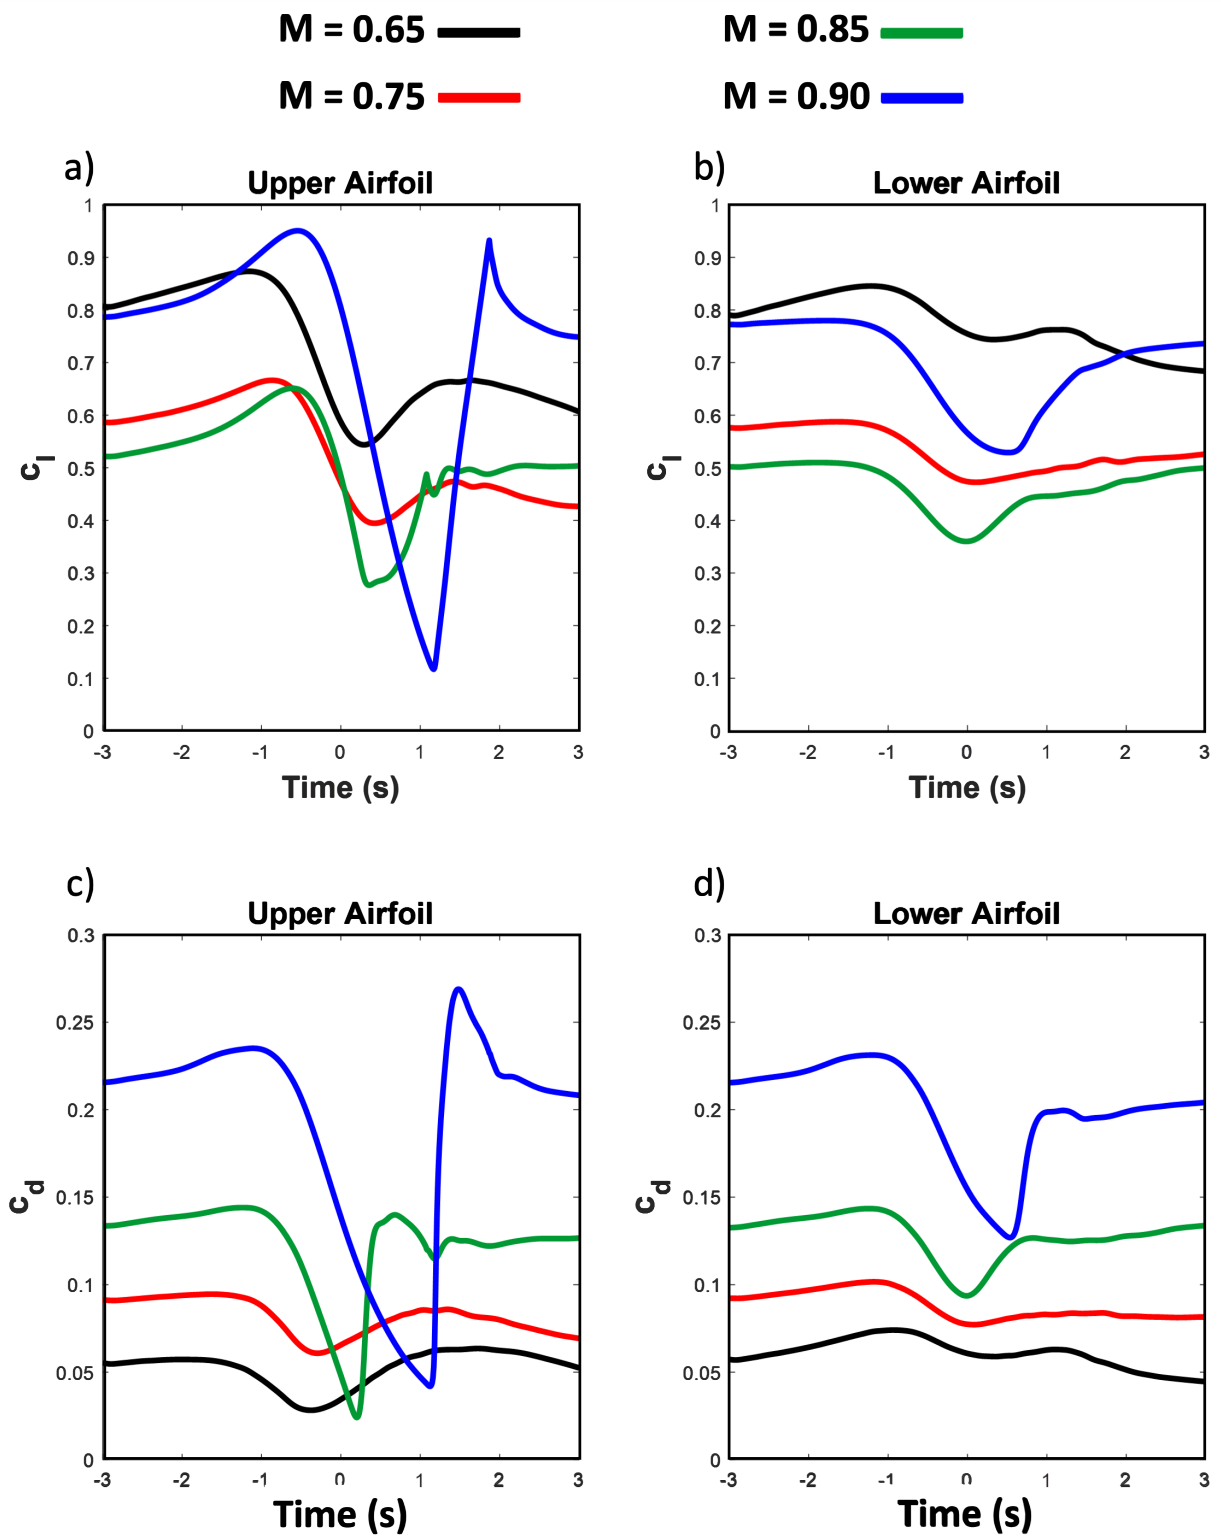 M = 0.65
M = 0.85
M = 0.75
M = 0.90
a)
Upper Airfoil
1
0.9
0.8
0.7
0.6
0.5
0.4
0.3
0.2
0.1
0
c_l
-3 -2 -1 0 1 2 3
Time (s)
b)
Lower Airfoil
1
0.9
0.8
0.7
0.6
0.5
0.4
0.3
0.2
0.1
0
c_l
-3 -2 -1 0 1 2 3
Time (s)
c)
Upper Airfoil
0.3
0.25
0.2
0.15
0.1
0.05
0
c_d
-3 -2 -1 0 1 2 3
Time (s)
d)
Lower Airfoil
0.3
0.25
0.2
0.15
0.1
0.05
0
c_d
-3 -2 -1 0 1 2 3
Time (s)